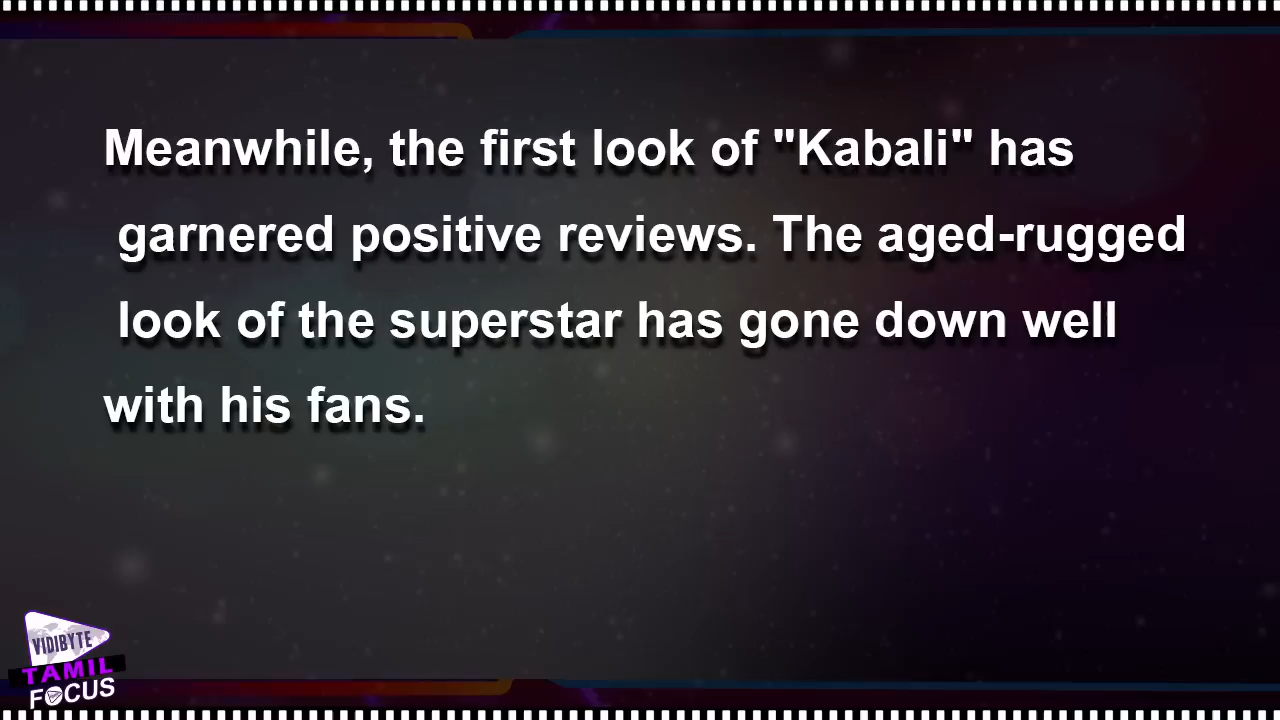 Meanwhile, the first look of "Kabali" has
garnered positive reviews. The aged-rugged
look of the superstar has gone down well
with his fans.
VIDIBYTE
TAMIL
FOCUS